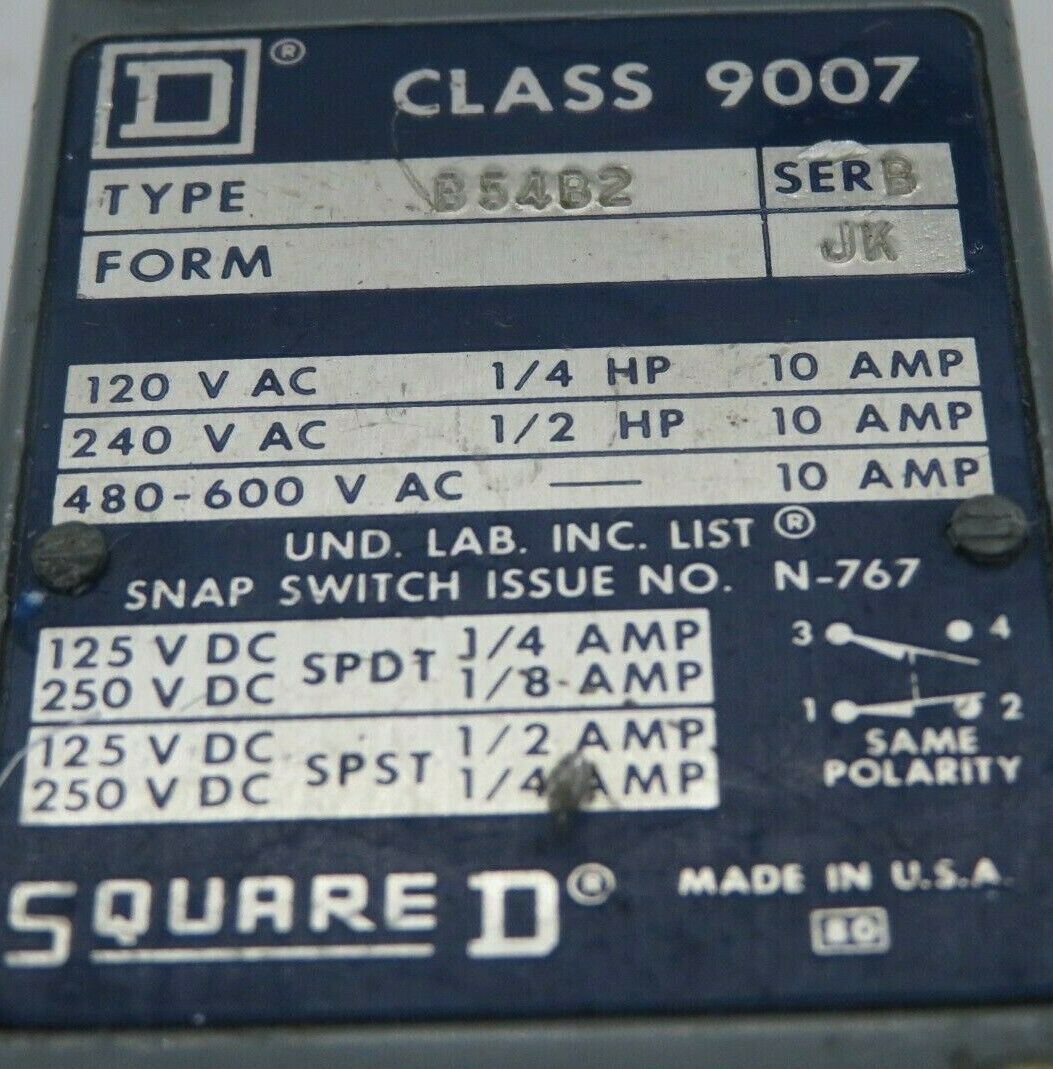 D® CLASS 9007
TYPE B54B2 SER B
FORM JK
120 V AC 1/4 HP 10 AMP
240 V AC 1/2 HP 10 AMP
480-600 V AC — 10 AMP
UND. LAB. INC. LIST ®
SNAP SWITCH ISSUE NO. N-767
125 V DC SPDT 1/4 AMP
250 V DC 1/8 AMP
3 4
1 2
125 V DC SPST 1/2 AMP
250 V DC 1/4 AMP
SAME
POLARITY
SQUARE D®
MADE IN U.S.A.
80